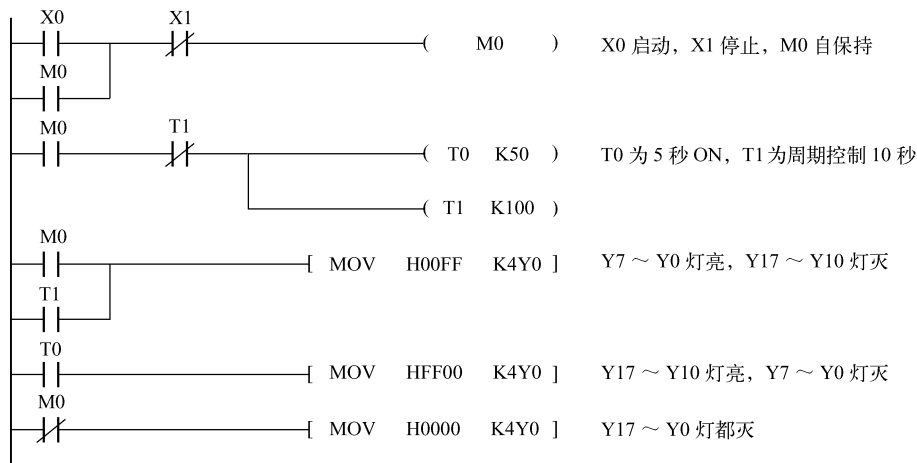 X0 X1
( M0 ) X0 启动，X1 停止，M0 自保持
M0
M0 T1
( T0 K50 ) T0 为 5 秒 ON，T1为周期控制 10 秒
( T1 K100 )
M0
[ MOV H00FF K4Y0 ] Y7 ～ Y0 灯亮，Y17 ～ Y10 灯灭
T1
T0
[ MOV HFF00 K4Y0 ] Y17 ～ Y10 灯亮，Y7 ～ Y0 灯灭
M0
[ MOV H0000 K4Y0 ] Y17 ～ Y0 灯都灭